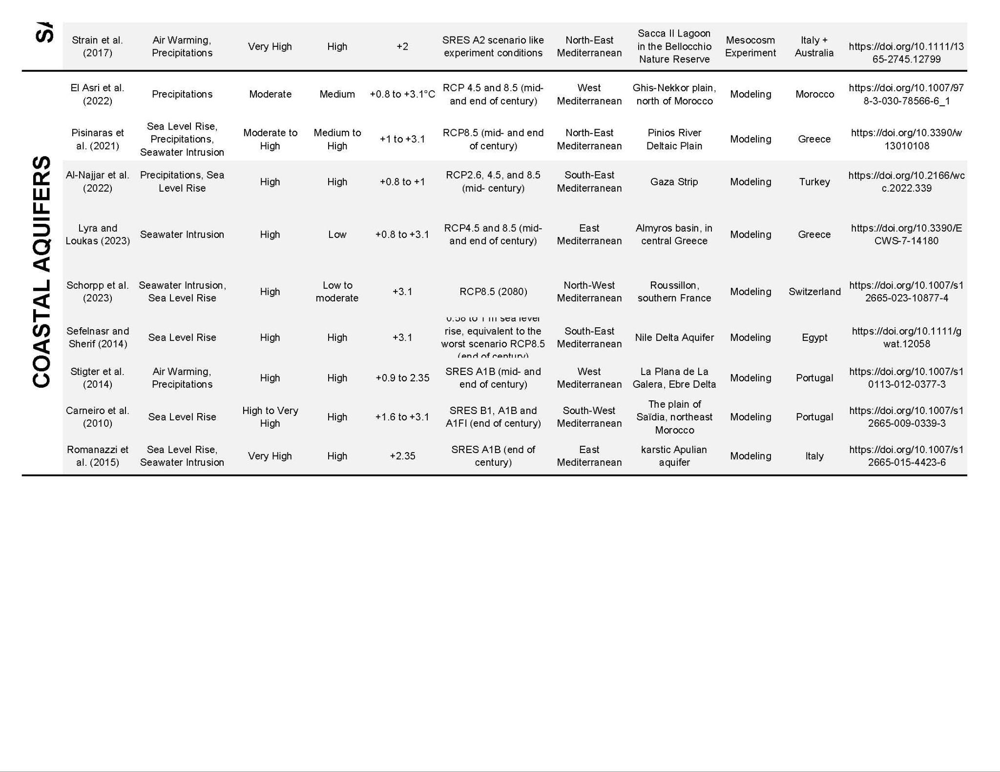 SA
Strain et al.
(2017)
Air Warming,
Precipitations
Very High
High
+2
SRES A2 scenario like
experiment conditions
North-East
Mediterranean
Sacca II Lagoon
in the Bellocchio
Nature Reserve
Mesocosm
Experiment
Italy +
Australia
https://doi.org/10.1111/13
65-2745.12799
COASTAL AQUIFERS
El Asri et al.
(2022)
Precipitations
Moderate
Medium
+0.8 to +3.1°C
RCP 4.5 and 8.5 (mid-
and end of century)
West
Mediterranean
Ghis-Nekkor plain,
north of Morocco
Modeling
Morocco
https://doi.org/10.1007/97
8-3-030-78566-6_1
Pisinaras et
al. (2021)
Sea Level Rise,
Precipitations,
Seawater Intrusion
Moderate to
High
Medium to
High
+1 to +3.1
RCP8.5 (mid- and end
of century)
North-East
Mediterranean
Pinios River
Deltaic Plain
Modeling
Greece
https://doi.org/10.3390/w
13010108
Al-Najjar et al.
(2022)
Precipitations, Sea
Level Rise
High
High
+0.8 to +1
RCP2.6, 4.5, and 8.5
(mid- century)
South-East
Mediterranean
Gaza Strip
Modeling
Turkey
https://doi.org/10.2166/wc
c.2022.339
Lyra and
Loukas (2023)
Seawater Intrusion
High
Low
+0.8 to +3.1
RCP4.5 and 8.5 (mid-
and end of century)
East
Mediterranean
Almyros basin, in
central Greece
Modeling
Greece
https://doi.org/10.3390/E
CWS-7-14180
Schorpp et al.
(2023)
Seawater Intrusion,
Sea Level Rise
High
Low to
moderate
+3.1
RCP8.5 (2080)
North-West
Mediterranean
Roussillon,
southern France
Modeling
Switzerland
https://doi.org/10.1007/s1
2665-023-10877-4
Sefelnasr and
Sherif (2014)
Sea Level Rise
High
High
+3.1
to 1 m sea level
rise, equivalent to the
worst scenario RCP8.5
(end of century)
South-East
Mediterranean
Nile Delta Aquifer
Modeling
Egypt
https://doi.org/10.1111/g
wat.12058
Stigter et al.
(2014)
Air Warming,
Precipitations
High
High
+0.9 to 2.35
SRES A1B (mid- and
end of century)
West
Mediterranean
La Plana de La
Galera, Ebre Delta
Modeling
Portugal
https://doi.org/10.1007/s1
0113-012-0377-3
Carneiro et al.
(2010)
Sea Level Rise
High to Very
High
High
+1.6 to +3.1
SRES B1, A1B and
A1FI (end of century)
South-West
Mediterranean
The plain of
Saïdia, northeast
Morocco
Modeling
Portugal
https://doi.org/10.1007/s1
2665-009-0339-3
Romanazzi et
al. (2015)
Sea Level Rise,
Seawater Intrusion
Very High
High
+2.35
SRES A1B (end of
century)
East
Mediterranean
karstic Apulian
aquifer
Modeling
Italy
https://doi.org/10.1007/s1
2665-015-4423-6